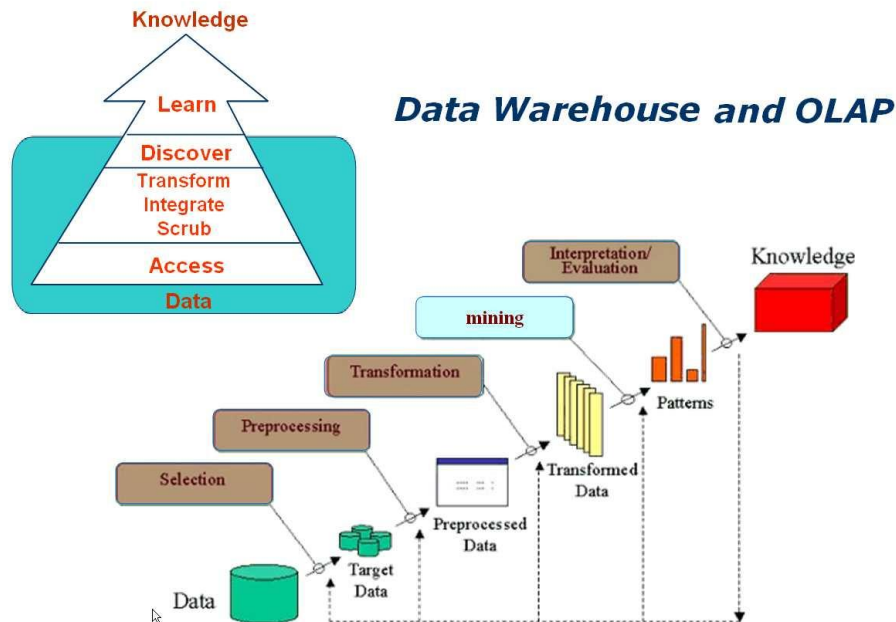 Knowledge
Learn
Discover
Transform
Integrate
Scrub
Access
Data
Data Warehouse and OLAP
Interpretation/
Evaluation
Knowledge
mining
Transformation
Patterns
Preprocessing
Transformed
Data
Selection
Preprocessed
Data
Target
Data
Data